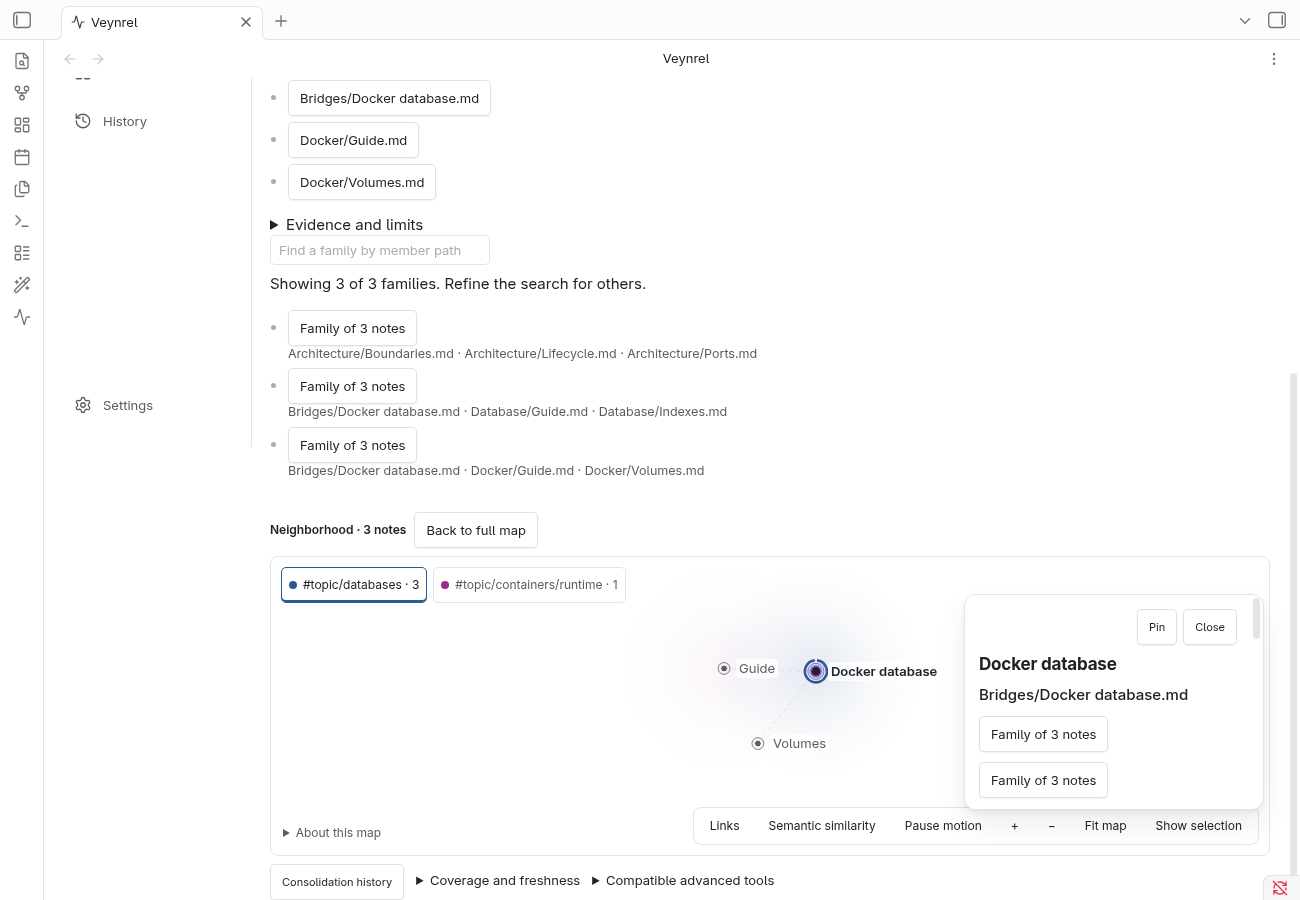 Veynrel
Veynrel
History
Settings
Bridges/Docker database.md
Docker/Guide.md
Docker/Volumes.md
Evidence and limits
Find a family by member path
Showing 3 of 3 families. Refine the search for others.
Family of 3 notes
Architecture/Boundaries.md · Architecture/Lifecycle.md · Architecture/Ports.md
Family of 3 notes
Bridges/Docker database.md · Database/Guide.md · Database/Indexes.md
Family of 3 notes
Bridges/Docker database.md · Docker/Guide.md · Docker/Volumes.md
Neighborhood · 3 notes Back to full map
#topic/databases · 3 #topic/containers/runtime · 1
Guide
Docker database
Volumes
Pin Close
Docker database
Bridges/Docker database.md
Family of 3 notes
Family of 3 notes
About this map
Links Semantic similarity Pause motion + − Fit map Show selection
Consolidation history Coverage and freshness Compatible advanced tools